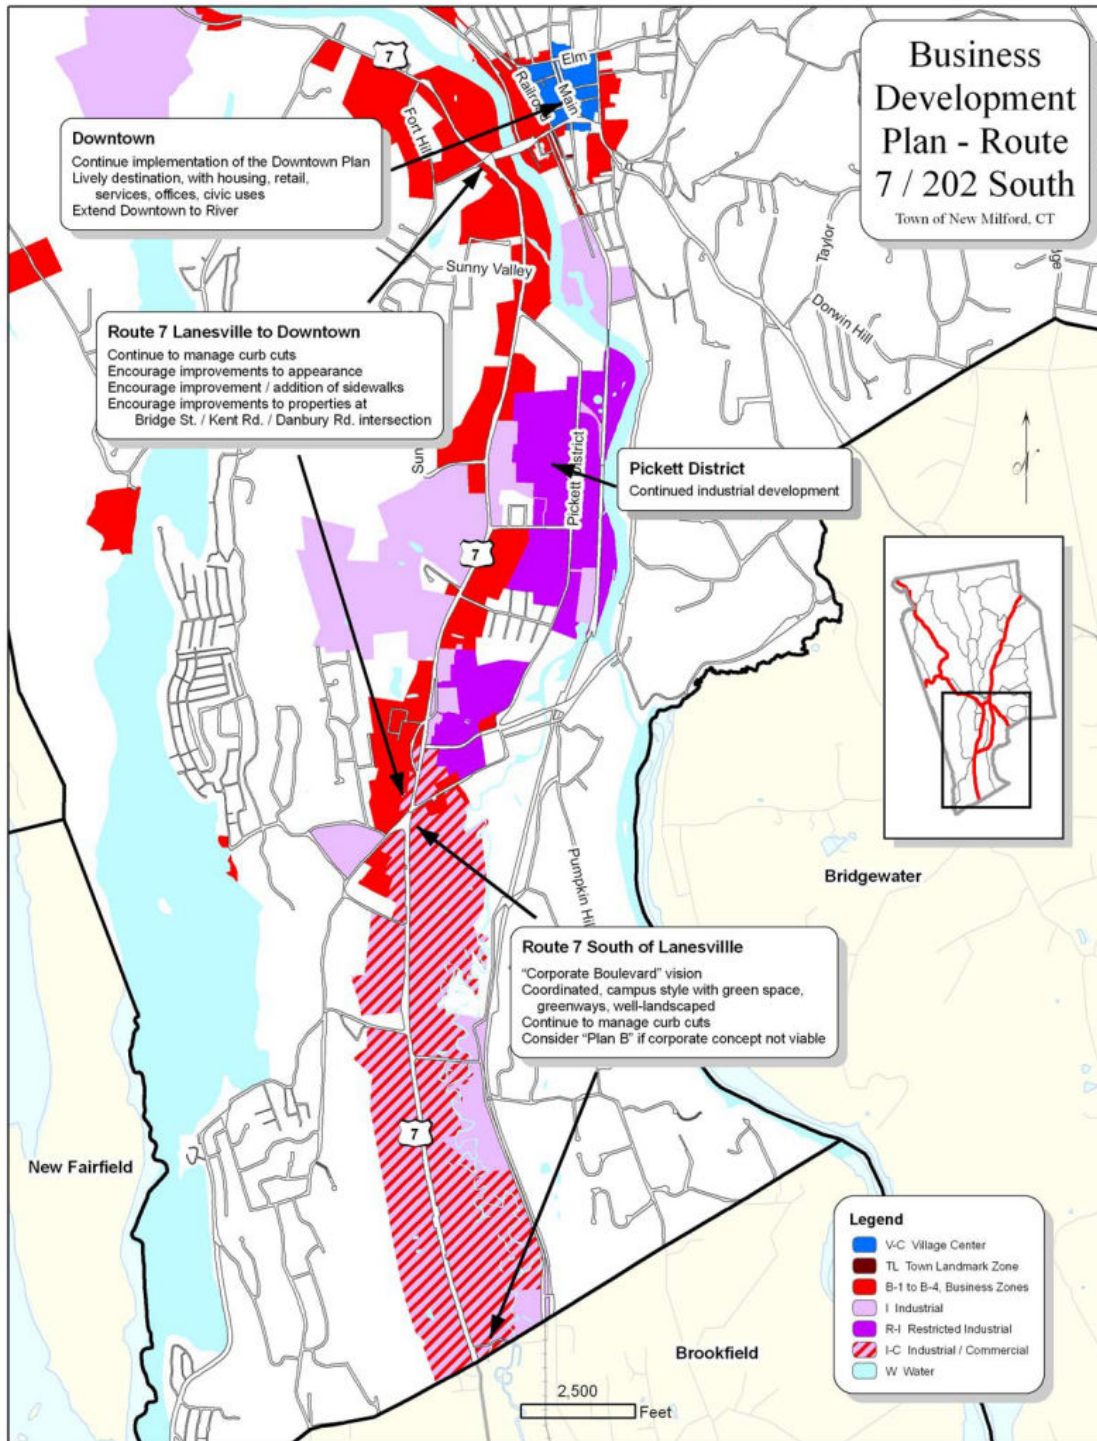 Business
Development
Plan - Route
7 / 202 South
Town of New Milford, CT
7
Elm
Railroad
Main
Fort Hill
Downtown
Continue implementation of the Downtown Plan
Lively destination, with housing, retail,
services, offices, civic uses
Extend Downtown to River
Sunny Valley
Taylor
Dorwin Hill
Route 7 Lanesville to Downtown
Continue to manage curb cuts
Encourage improvements to appearance
Encourage improvement / addition of sidewalks
Encourage improvements to properties at
Bridge St. / Kent Rd. / Danbury Rd. intersection
Sun
Pickett District
Pickett District
Continued industrial development
7
Bridgewater
Pumpkin Hill
Route 7 South of Lanesvillle
“Corporate Boulevard” vision
Coordinated, campus style with green space,
greenways, well-landscaped
Continue to manage curb cuts
Consider “Plan B” if corporate concept not viable
7
New Fairfield
Brookfield
Legend
V-C Village Center
TL Town Landmark Zone
B-1 to B-4, Business Zones
I Industrial
R-I Restricted Industrial
I-C Industrial / Commercial
W Water
2,500
Feet